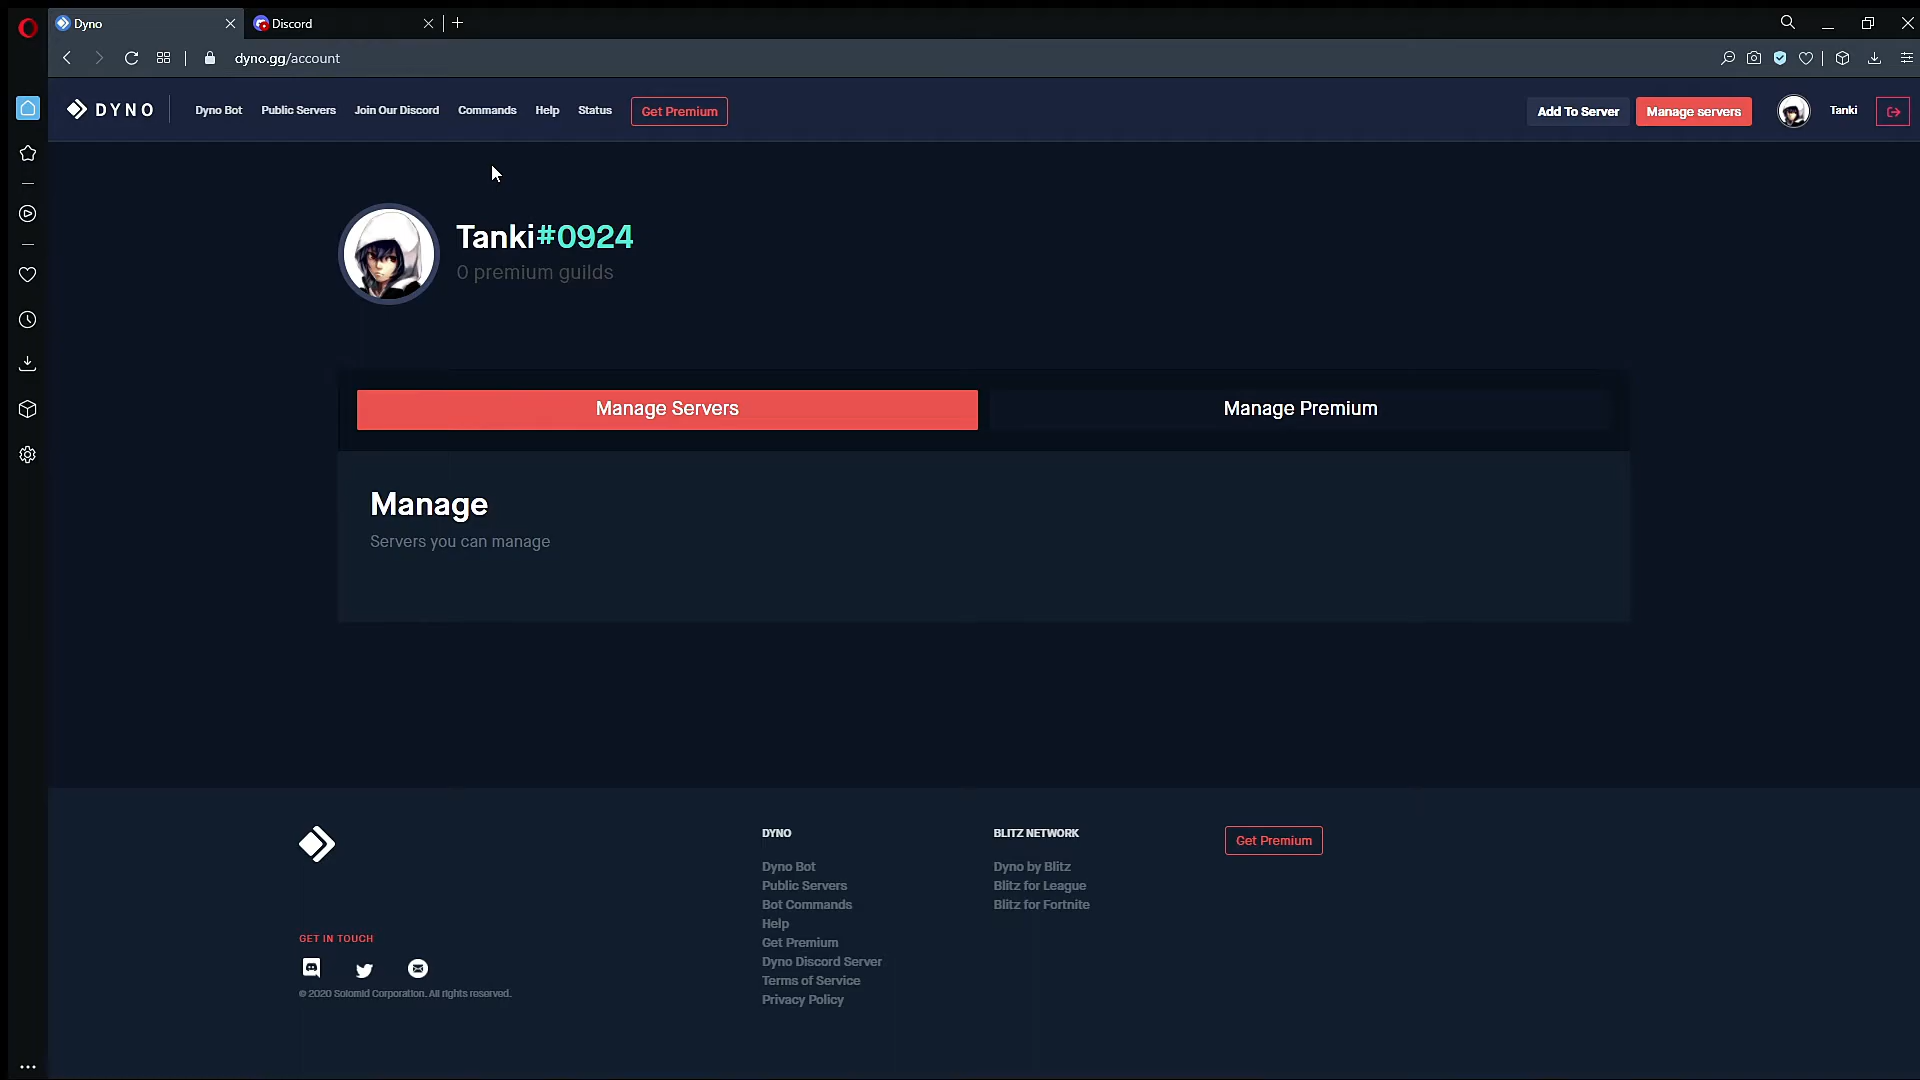 Dyno
Discord
dyno.gg/account
DYNO
Dyno Bot
Public Servers
Join Our Discord
Commands
Help
Status
Get Premium
Add To Server
Manage servers
Tanki
Tanki#0924
0 premium guilds
Manage Servers
Manage Premium
Manage
Servers you can manage
GET IN TOUCH
© 2020 Solomid Corporation. All rights reserved.
DYNO
Dyno Bot
Public Servers
Bot Commands
Help
Get Premium
Dyno Discord Server
Terms of Service
Privacy Policy
BLITZ NETWORK
Dyno by Blitz
Blitz for League
Blitz for Fortnite
Get Premium